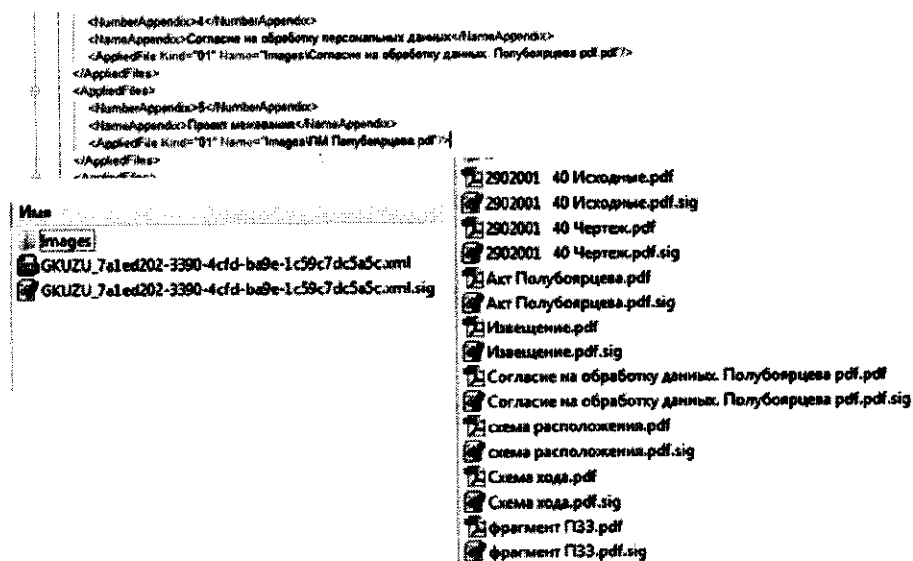 <NumberAppendix>4</NumberAppendix>
<NameAppendix>Согласие на обработку персональных данных</NameAppendix>
<AppliedFile Kind="01" Name="Images\Согласие на обработку данных. Полубоярцева pdf.pdf"/>
</AppliedFiles>
<AppliedFiles>
<NumberAppendix>5</NumberAppendix>
<NameAppendix>Проект межевания</NameAppendix>
<AppliedFile Kind="01" Name="Images\ПМ Полубоярцева pdf"/>
</AppliedFiles>
<AppliedFiles>
Имя
Images
GKUZU_7a1ed202-3390-4cfd-ba9e-1c59c7dc5a5c.xml
GKUZU_7a1ed202-3390-4cfd-ba9e-1c59c7dc5a5c.xml.sig
2902001 40 Исходные.pdf
2902001 40 Исходные.pdf.sig
2902001 40 Чертеж.pdf
2902001 40 Чертеж.pdf.sig
Акт Полубоярцева.pdf
Акт Полубоярцева.pdf.sig
Извещение.pdf
Извещение.pdf.sig
Согласие на обработку данных. Полубоярцева pdf.pdf
Согласие на обработку данных. Полубоярцева pdf.pdf.sig
схема расположения.pdf
схема расположения.pdf.sig
Схема хода.pdf
Схема хода.pdf.sig
фрагмент ПЗЗ.pdf
фрагмент ПЗЗ.pdf.sig